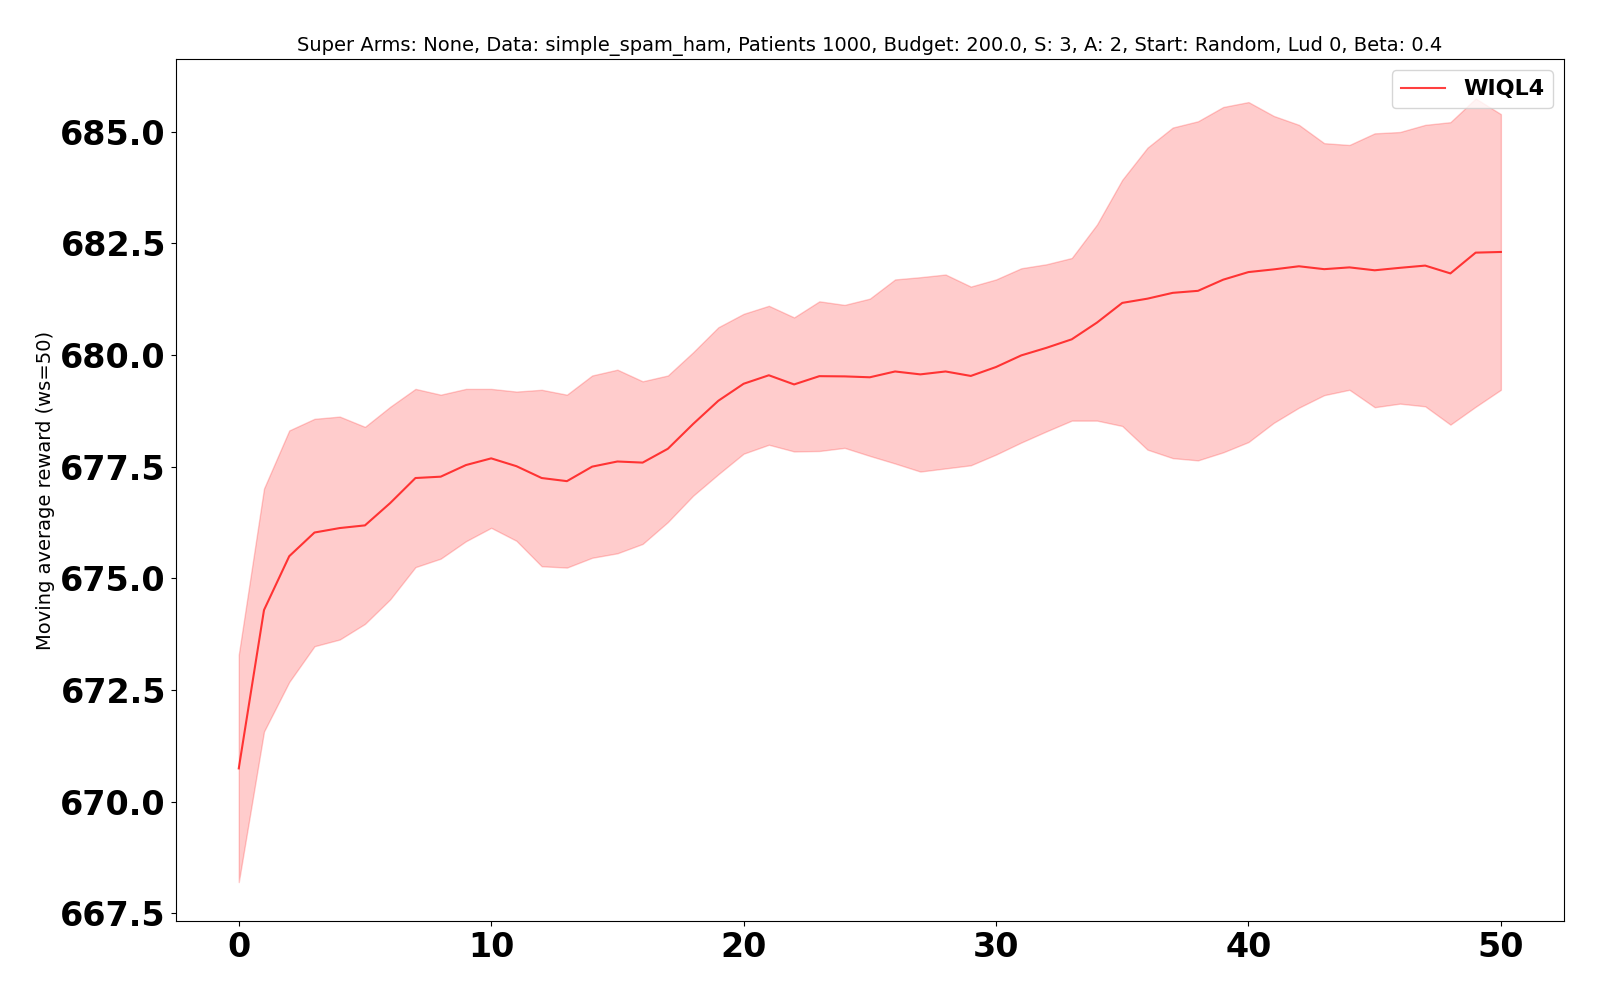 Super Arms: None, Data: simple_spam_ham, Patients 1000, Budget: 200.0, S: 3, A: 2, Start: Random, Lud 0, Beta: 0.4
WIQL4
Moving average reward (ws=50)
685.0
682.5
680.0
677.5
675.0
672.5
670.0
667.5
0 10 20 30 40 50